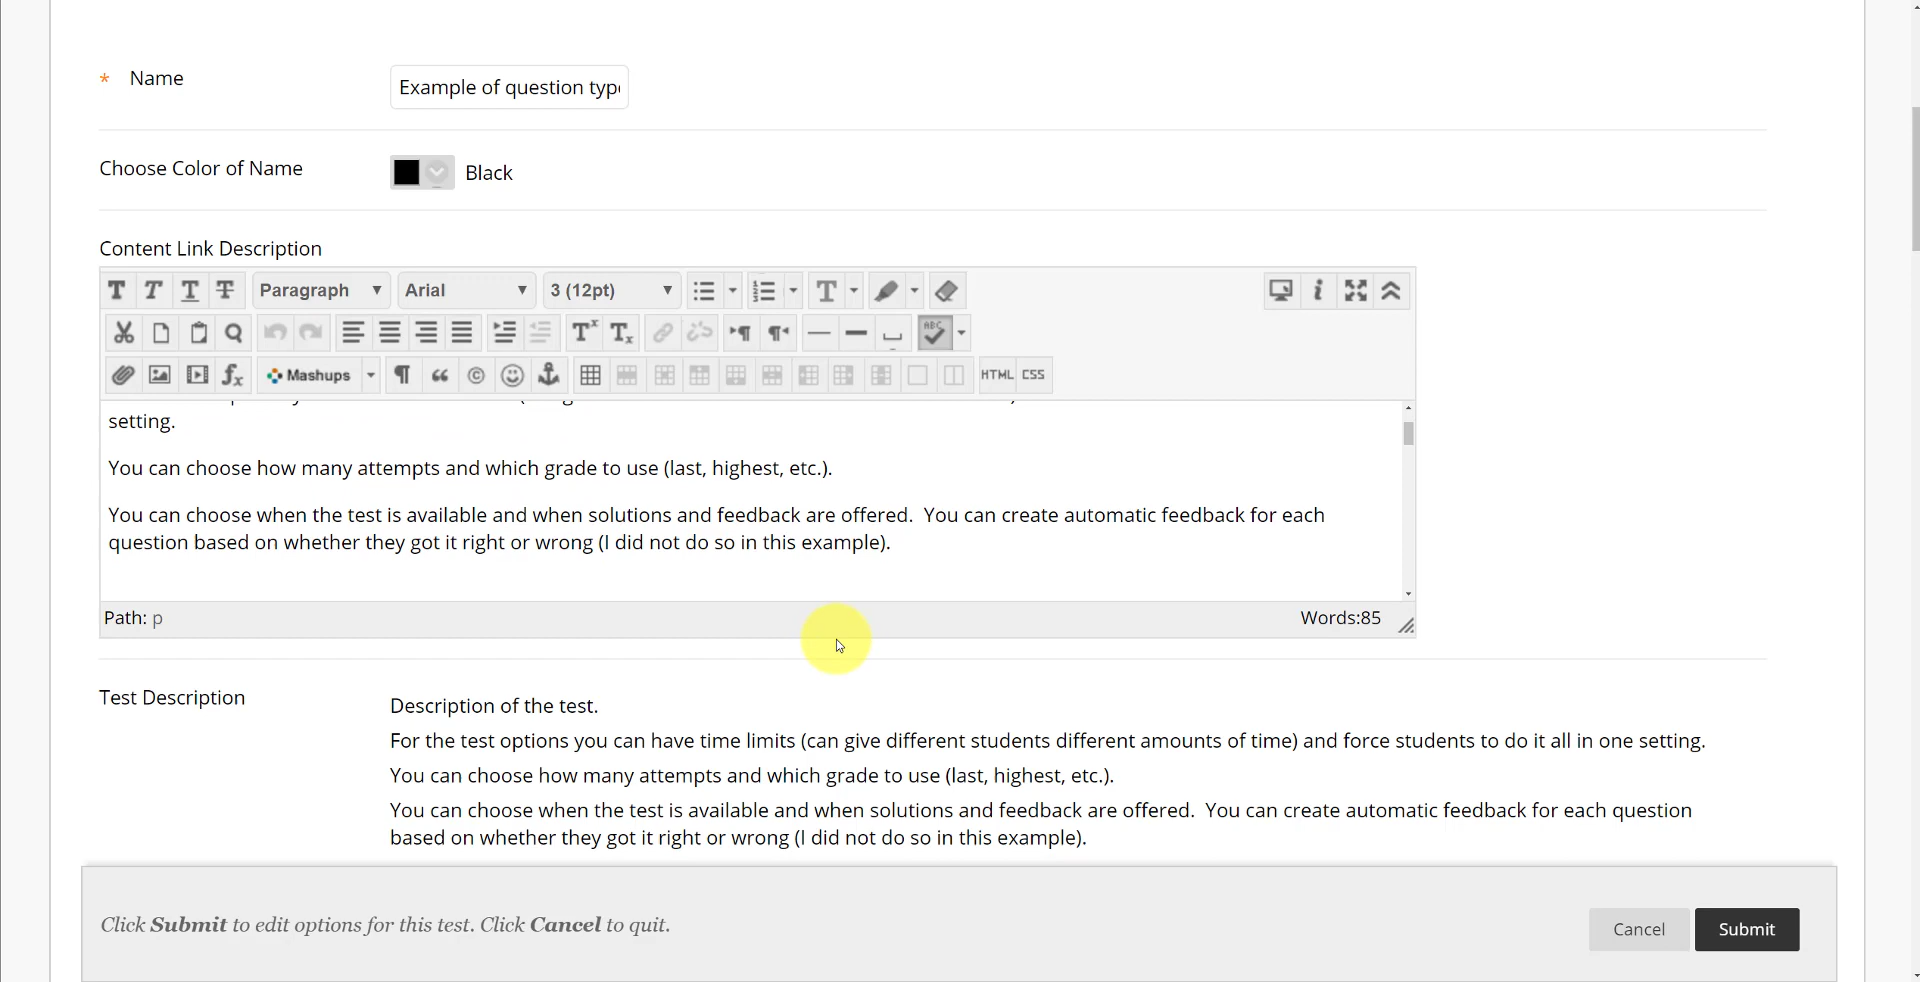 * Name
Example of question typ
Choose Color of Name
Black
Content Link Description
T T T T Paragraph Arial 3 (12pt) T
Mashups HTML CSS
setting.
You can choose how many attempts and which grade to use (last, highest, etc.).
You can choose when the test is available and when solutions and feedback are offered. You can create automatic feedback for each
question based on whether they got it right or wrong (I did not do so in this example).
Path: p
Words:85
Test Description
Description of the test.
For the test options you can have time limits (can give different students different amounts of time) and force students to do it all in one setting.
You can choose how many attempts and which grade to use (last, highest, etc.).
You can choose when the test is available and when solutions and feedback are offered. You can create automatic feedback for each question
based on whether they got it right or wrong (I did not do so in this example).
Click Submit to edit options for this test. Click Cancel to quit.
Cancel
Submit